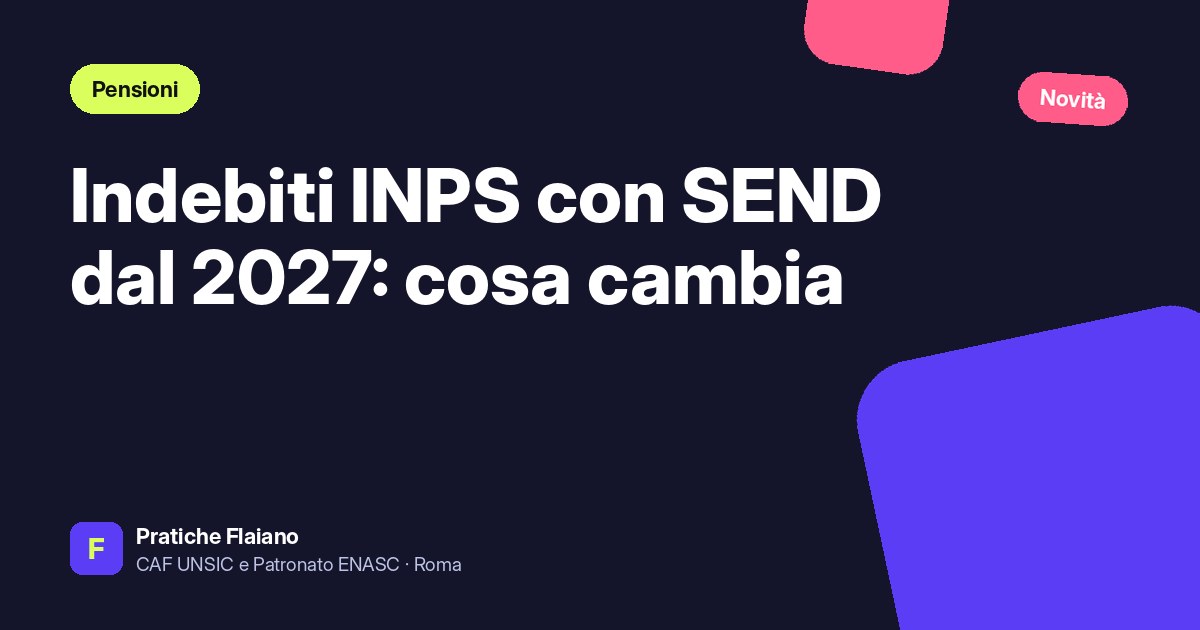 Pensioni
Novità
Indebiti INPS con SEND
dal 2027: cosa cambia
F
Pratiche Flaiano
CAF UNSIC e Patronato ENASC · Roma